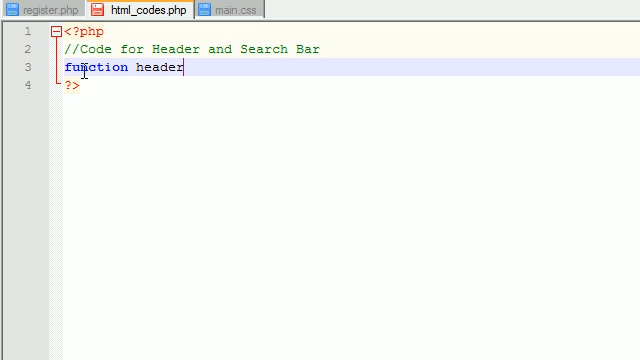 register.php html_codes.php main.css
1 <?php
2 //Code for Header and Search Bar
3 function header
4 ?>